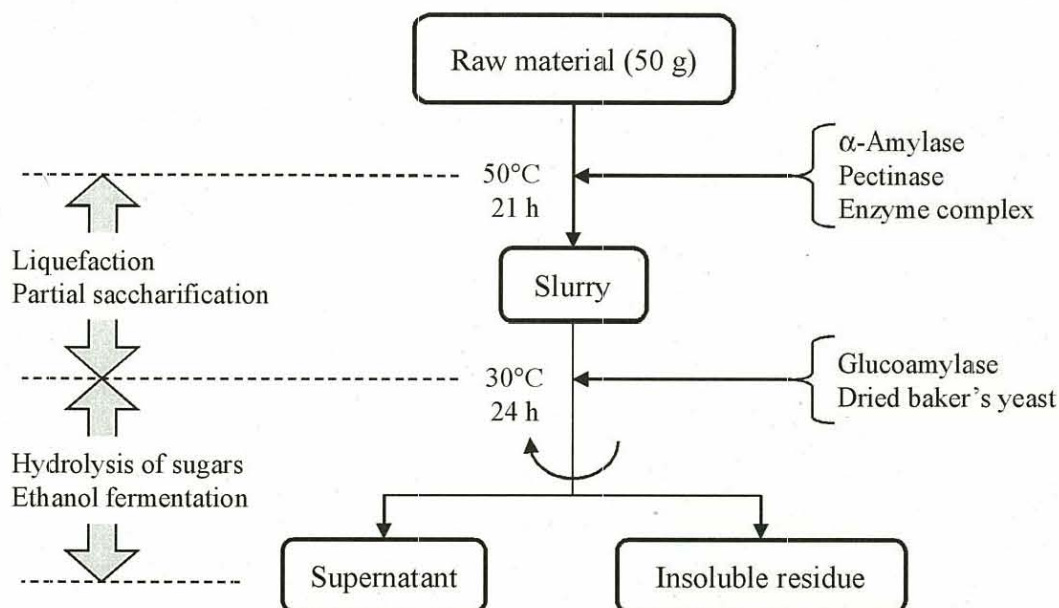 Raw material (50 g)
α-Amylase
Pectinase
Enzyme complex
50°C
21 h
Liquefaction
Partial saccharification
Slurry
Glucoamylase
Dried baker's yeast
30°C
24 h
Hydrolysis of sugars
Ethanol fermentation
Supernatant
Insoluble residue